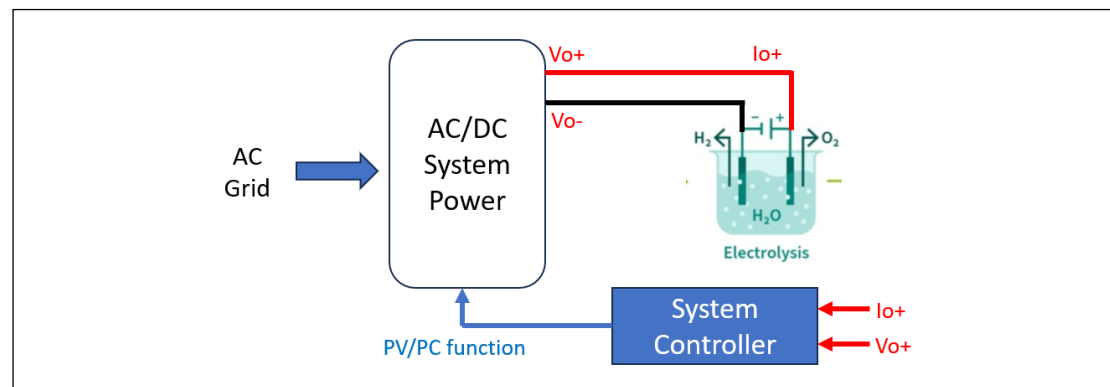 Vo+
Io+
Vo-
AC/DC
System
Power
AC
Grid
- +
H₂
O₂
H₂O
Electrolysis
System
Controller
Io+
Vo+
PV/PC function